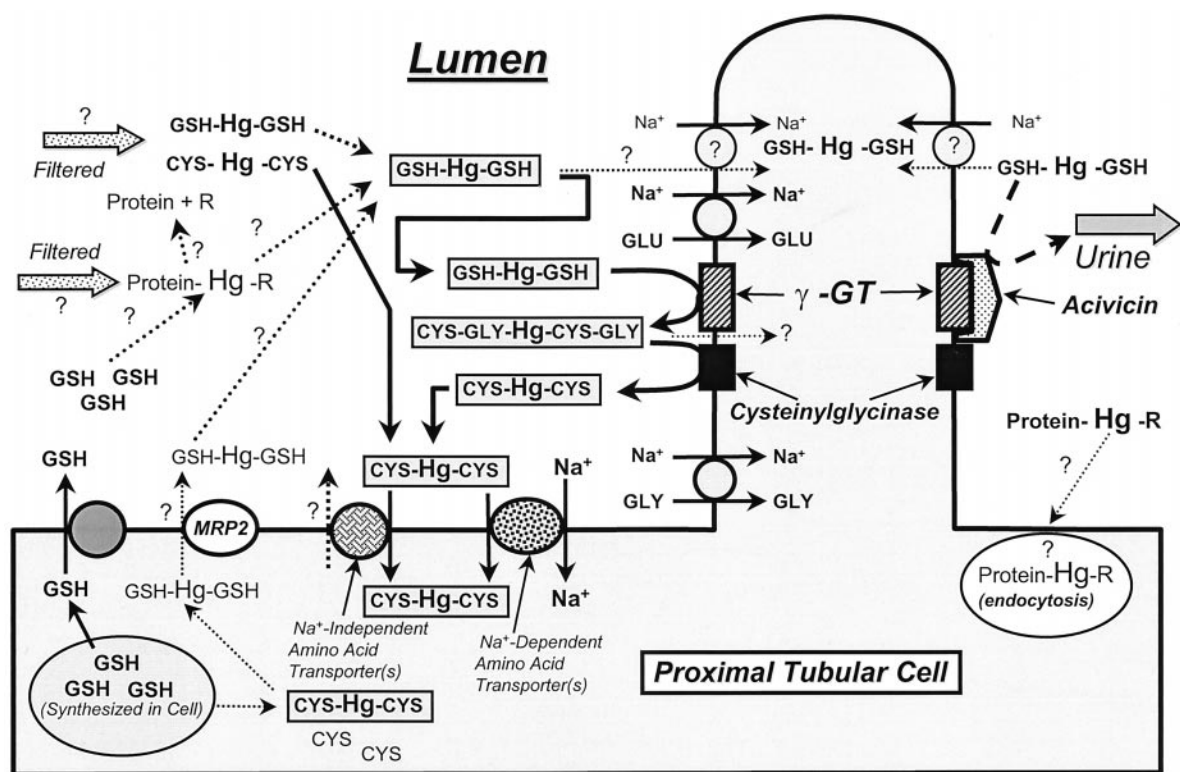 Lumen
?
Filtered
GSH-Hg-GSH
CYS- Hg -CYS
Protein + R
?
Filtered
?
Protein- Hg -R
?
?
GSH GSH
GSH
?
GSH-Hg-GSH
?
GSH-Hg-GSH
CYS-GLY-Hg-CYS-GLY
?
CYS-Hg-CYS
Na⁺
Na⁺
?
GSH- Hg -GSH
Na⁺
Na⁺
GLU
GLU
γ -GT
Cysteinylglycinase
Na⁺
Na⁺
GLY
GLY
?
Na⁺
GSH- Hg -GSH
Urine
Acivicin
Protein- Hg -R
?
?
Protein-Hg-R
(endocytosis)
GSH
GSH-Hg-GSH
?
MRP2
?
CYS-Hg-CYS
Na⁺
GSH
GSH-Hg-GSH
CYS-Hg-CYS
Na⁺
Na⁺-Independent
Amino Acid
Transporter(s)
Na⁺-Dependent
Amino Acid
Transporter(s)
GSH
GSH GSH
(Synthesized in Cell)
CYS-Hg-CYS
CYS
CYS
Proximal Tubular Cell